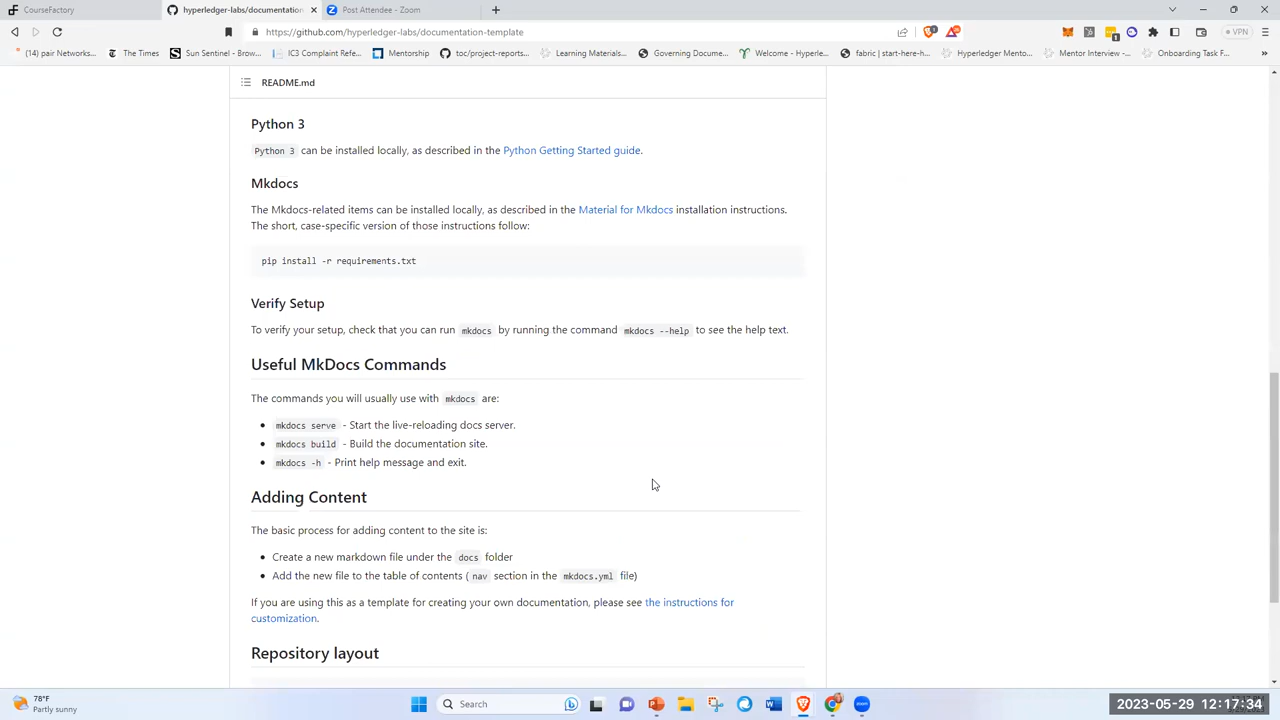 CourseFactory
hyperledger-labs/documentation
Post Attendee - Zoom
https://github.com/hyperledger-labs/documentation-template
VPN
(14) pair Networks...
The Times
Sun Sentinel - Brow...
IC3 Complaint Refe...
Mentorship
toc/project-reports...
Learning Materials...
Governing Docume...
Welcome - Hyperle...
fabric | start-here-h...
Hyperledger Mento...
Mentor Interview -...
Onboarding Task F...
README.md
Python 3
Python 3 can be installed locally, as described in the Python Getting Started guide.
Mkdocs
The Mkdocs-related items can be installed locally, as described in the Material for Mkdocs installation instructions.
The short, case-specific version of those instructions follow:
pip install -r requirements.txt
Verify Setup
To verify your setup, check that you can run mkdocs by running the command mkdocs --help to see the help text.
Useful MkDocs Commands
The commands you will usually use with mkdocs are:
mkdocs serve - Start the live-reloading docs server.
mkdocs build - Build the documentation site.
mkdocs -h - Print help message and exit.
Adding Content
The basic process for adding content to the site is:
Create a new markdown file under the docs folder
Add the new file to the table of contents ( nav section in the mkdocs.yml file)
If you are using this as a template for creating your own documentation, please see the instructions for
customization.
Repository layout
78°F
Partly sunny
Search
2023-05-29 12:17:34